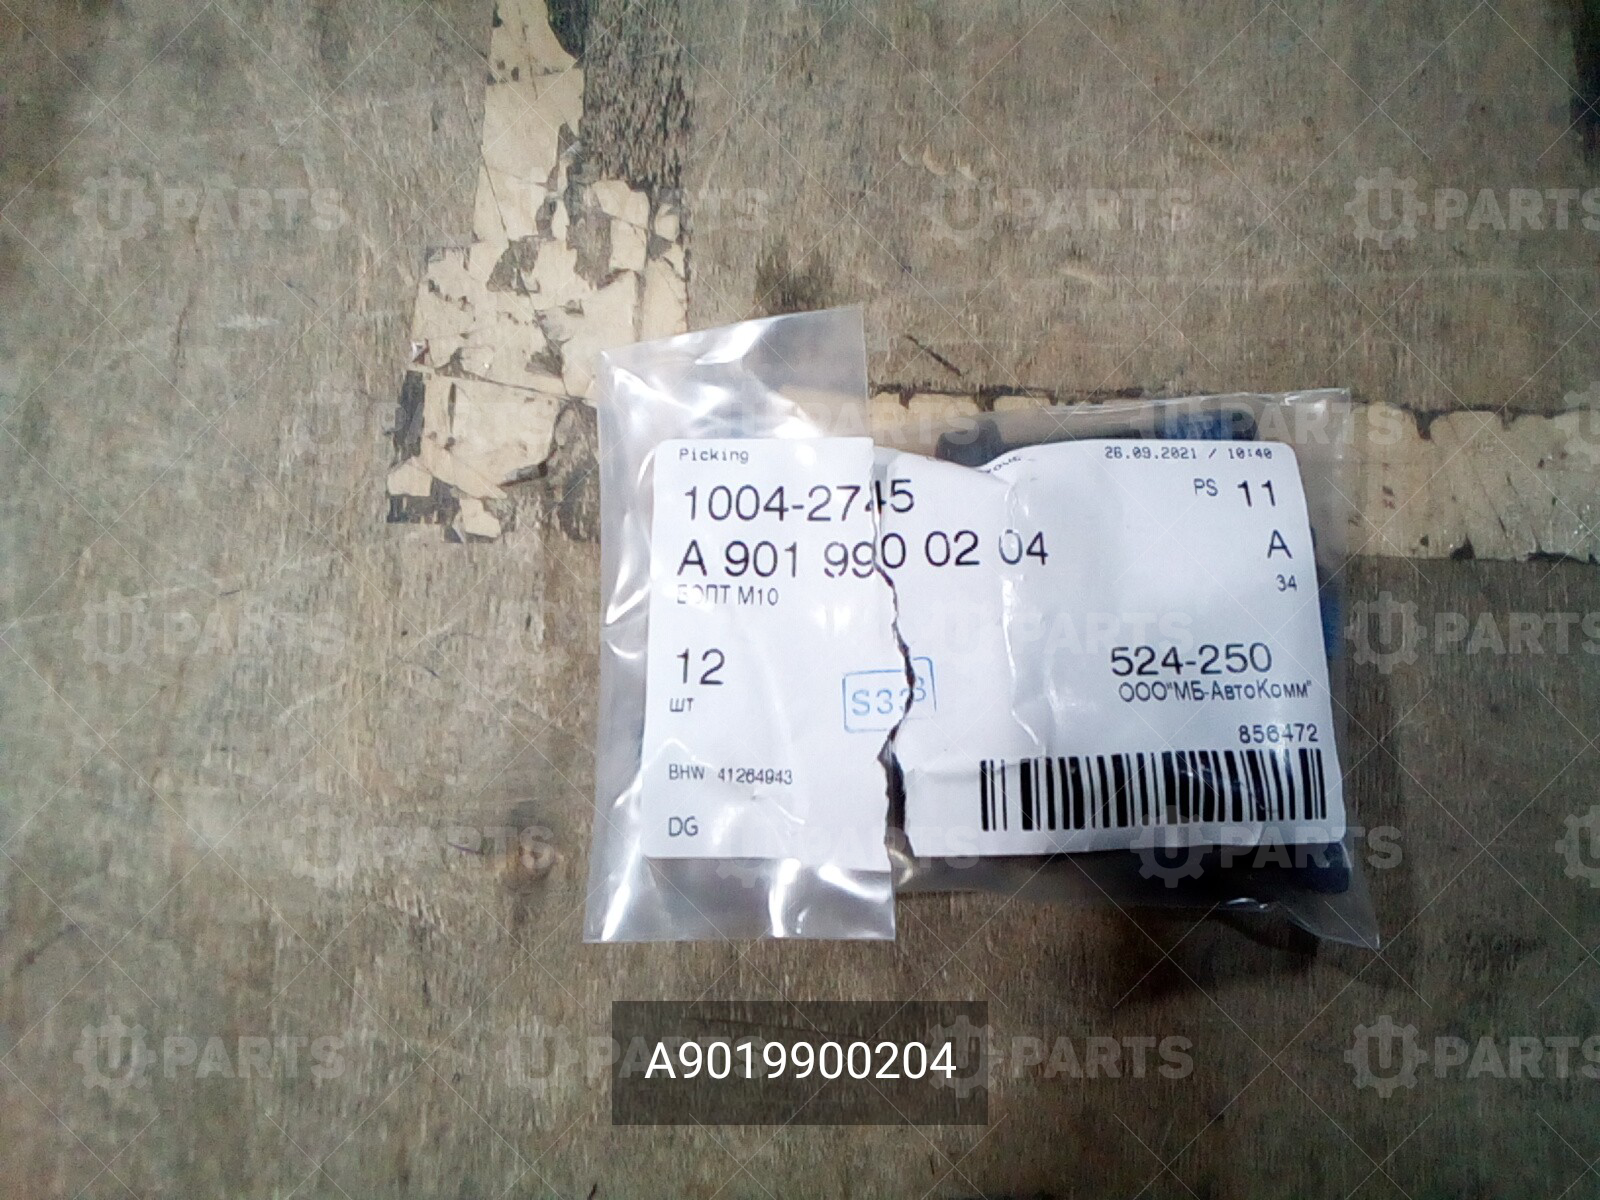 Picking
26.09.2021 / 10:40
1004-2745
PS 11
A 901 990 02 04
A
БОЛТ М10
34
12
шт
S33
524-250
ООО"МБ-АвтоКомм"
856472
BHW 41264943
DG
A9019900204
U PARTS